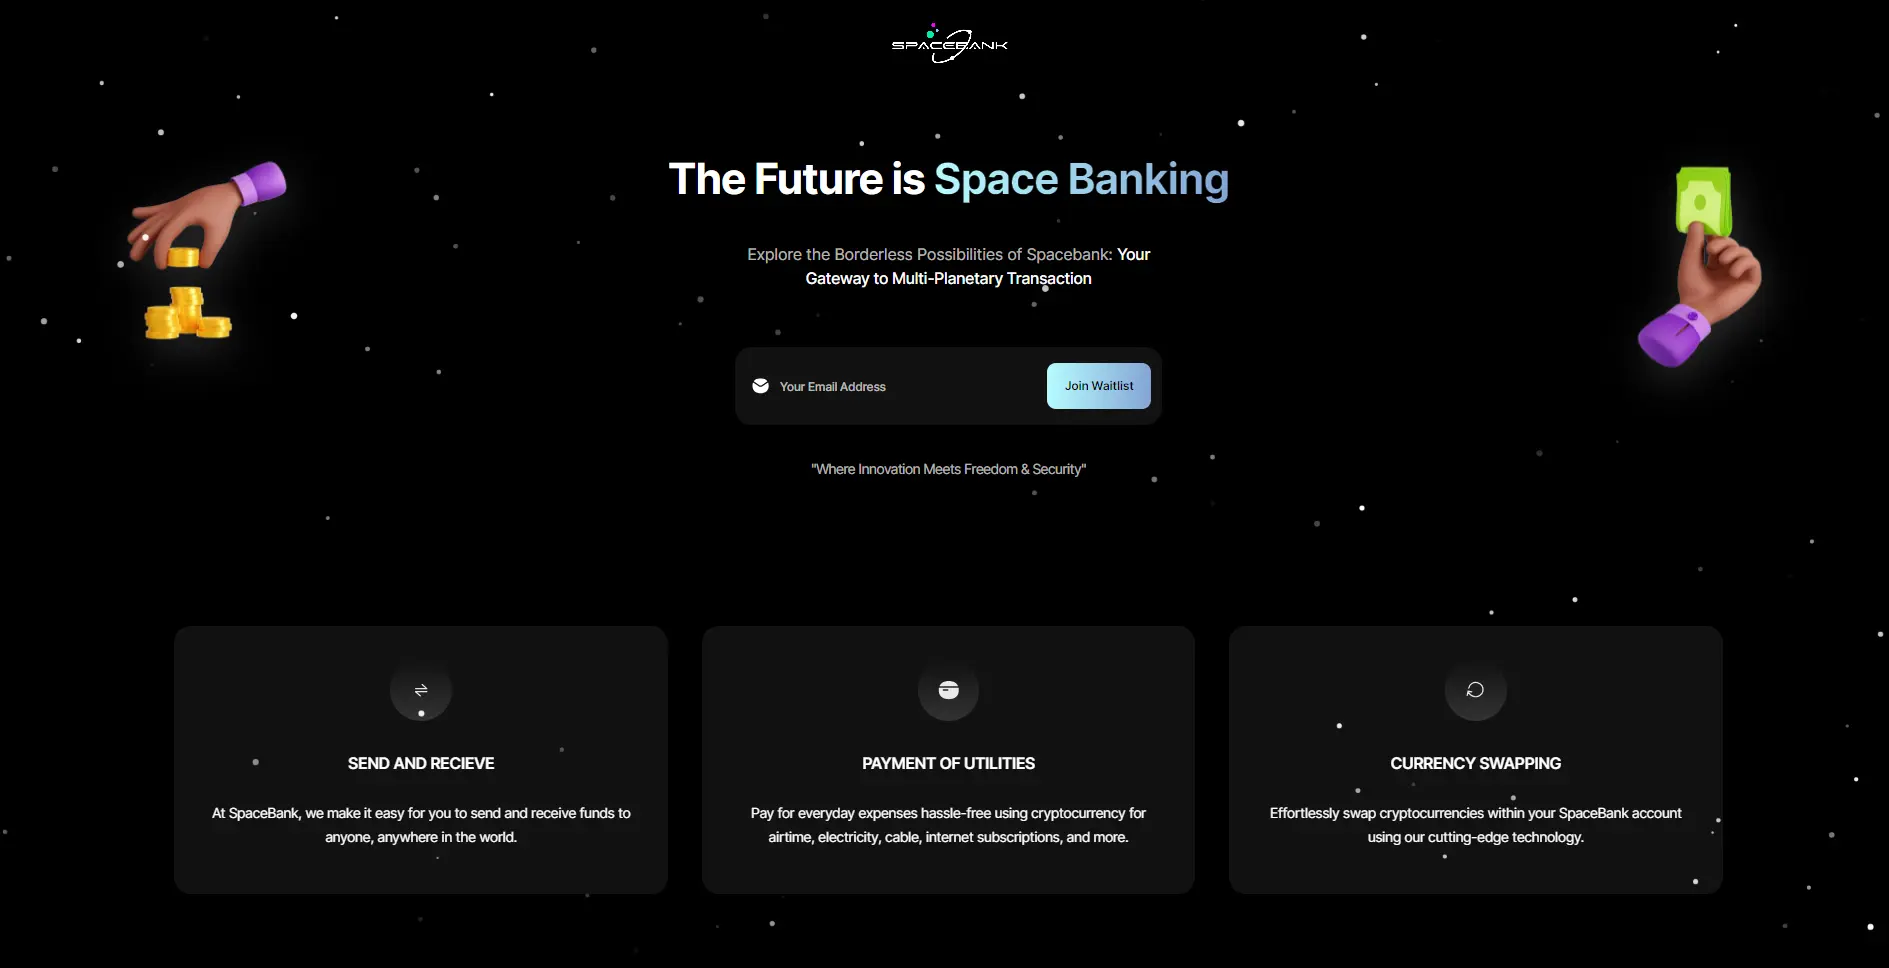 SPACEBANK
The Future is Space Banking
Explore the Borderless Possibilities of Spacebank: Your
Gateway to Multi-Planetary Transaction
Your Email Address
Join Waitlist
"Where Innovation Meets Freedom & Security"
SEND AND RECIEVE
At SpaceBank, we make it easy for you to send and receive funds to
anyone, anywhere in the world.
PAYMENT OF UTILITIES
Pay for everyday expenses hassle-free using cryptocurrency for
airtime, electricity, cable, internet subscriptions, and more.
CURRENCY SWAPPING
Effortlessly swap cryptocurrencies within your SpaceBank account
using our cutting-edge technology.